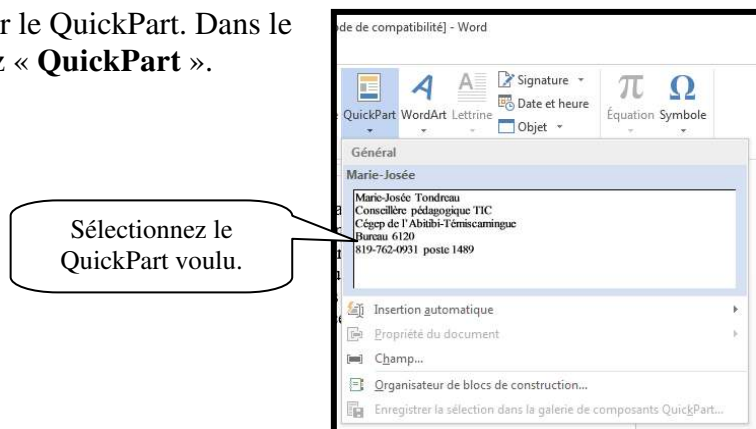 r le QuickPart. Dans le
z « QuickPart ».
Sélectionnez le
QuickPart voulu.
de de compatibilité] - Word
QuickPart WordArt Lettrine
Signature
Date et heure
Objet
Équation Symbole
Général
Marie-Josée
Marie-Josée Tondreau
Conseillère pédagogique TIC
Cégep de l'Abitibi-Témiscamingue
Bureau 6120
819-762-0931 poste 1489
Insertion automatique
Propriété du document
Champ...
Organisateur de blocs de construction...
Enregistrer la sélection dans la galerie de composants QuickPart...